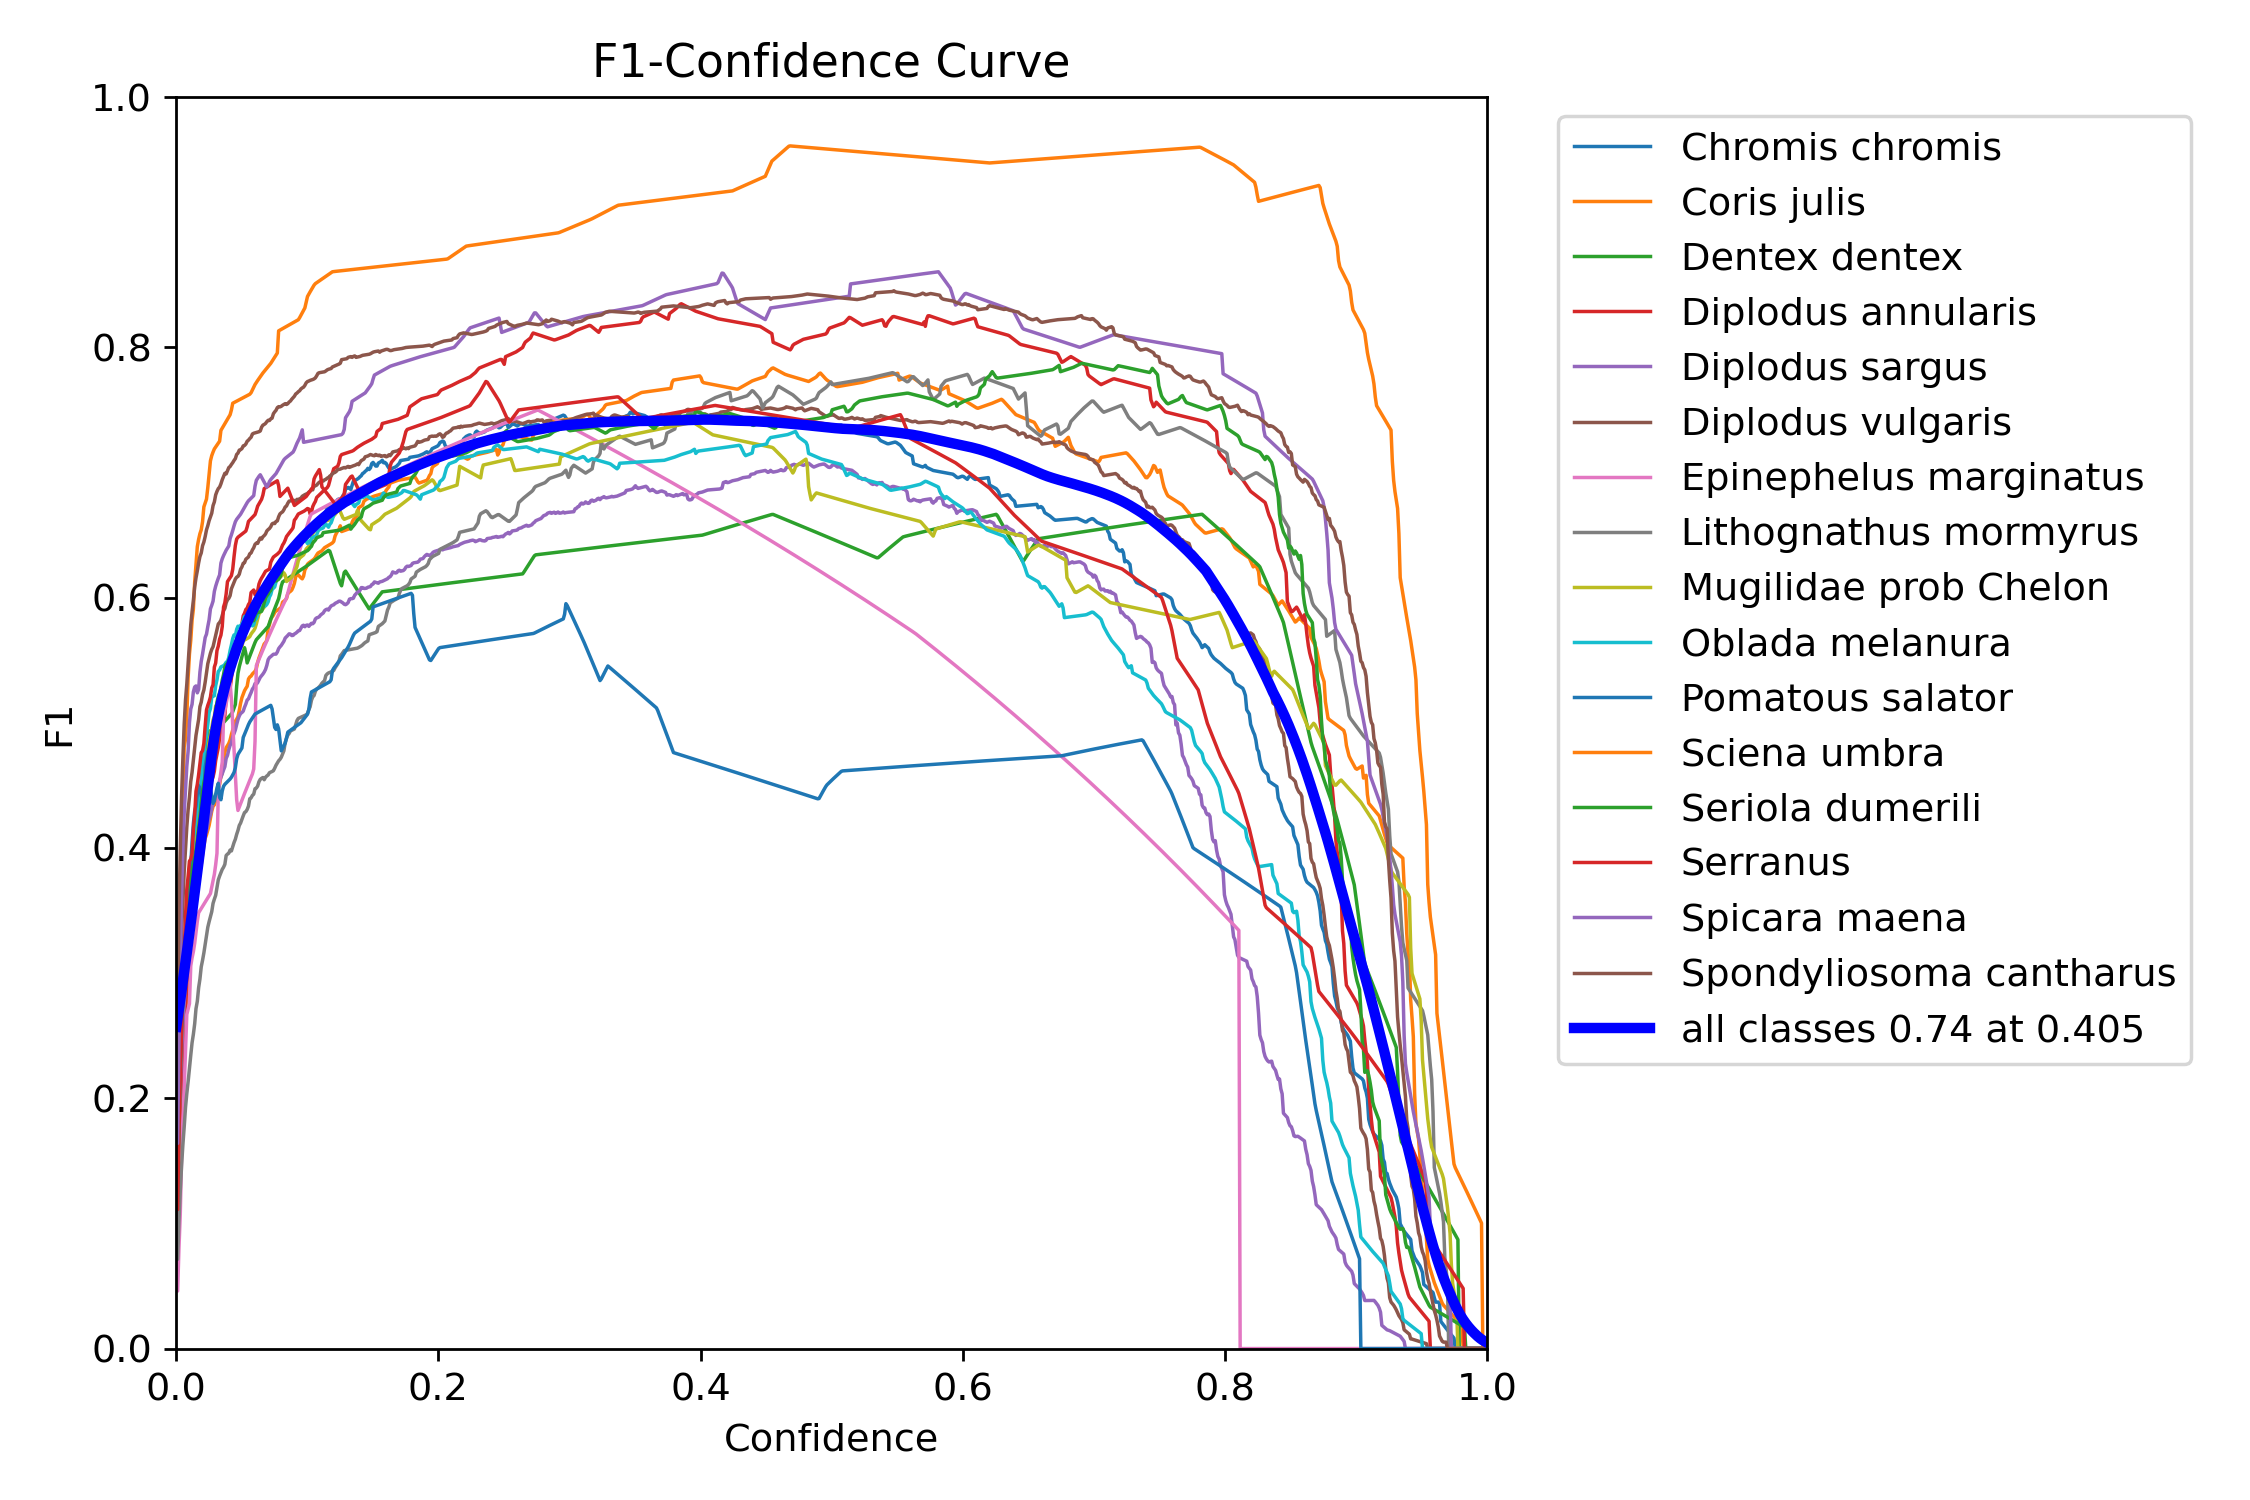 F1-Confidence Curve
1.0
0.8
0.6
0.4
0.2
0.0
F1
0.0 0.2 0.4 0.6 0.8 1.0
Confidence
Chromis chromis
Coris julis
Dentex dentex
Diplodus annularis
Diplodus sargus
Diplodus vulgaris
Epinephelus marginatus
Lithognathus mormyrus
Mugilidae prob Chelon
Oblada melanura
Pomatous salator
Sciena umbra
Seriola dumerili
Serranus
Spicara maena
Spondyliosoma cantharus
all classes 0.74 at 0.405